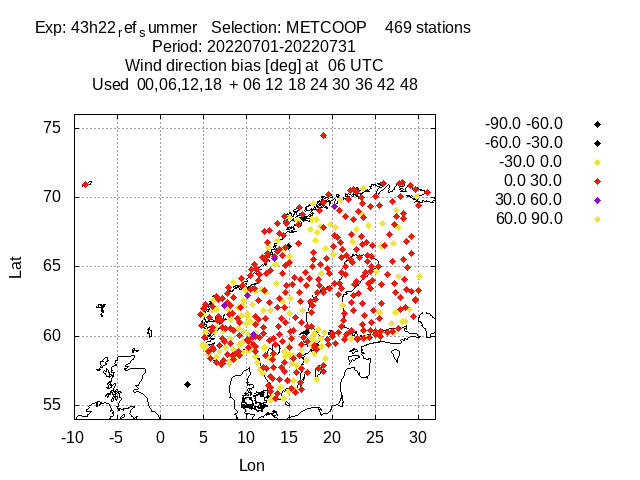 Exp: 43h22ref_summer   Selection: METCOOP    469 stations
Period: 20220701-20220731
Wind direction bias [deg] at  06 UTC
Used  00,06,12,18  + 06 12 18 24 30 36 42 48
-90.0 -60.0
-60.0 -30.0
-30.0 0.0
0.0 30.0
30.0 60.0
60.0 90.0
75
70
65
60
55
Lat
-10 -5 0 5 10 15 20 25 30
Lon